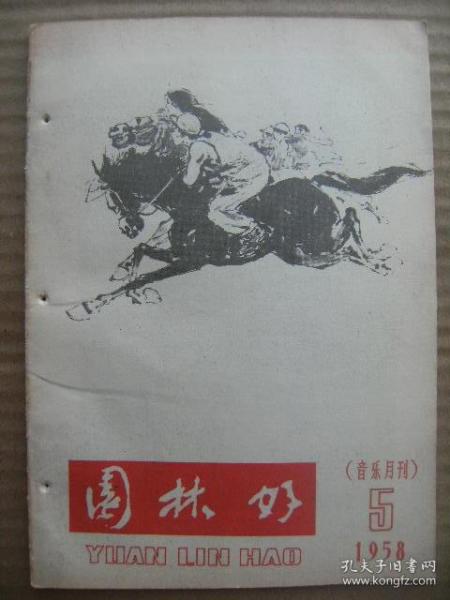 園林好
YUAN LIN HAO
(音乐月刊)
5
1958
孔夫子旧书网
www.kongfz.com